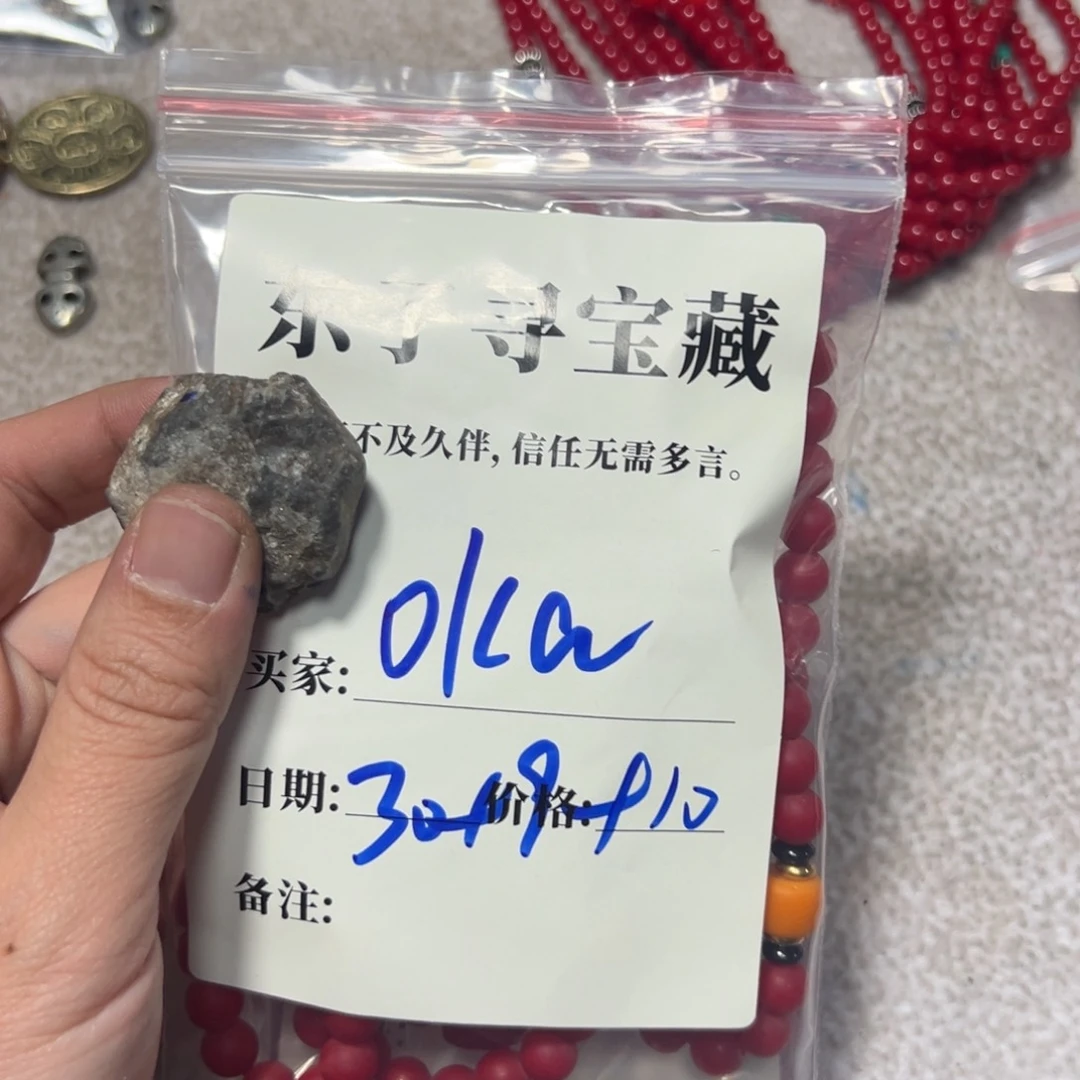 东子寻宝藏
不及久伴, 信任无需多言。
买家: Oka
日期: 价格:
备注: